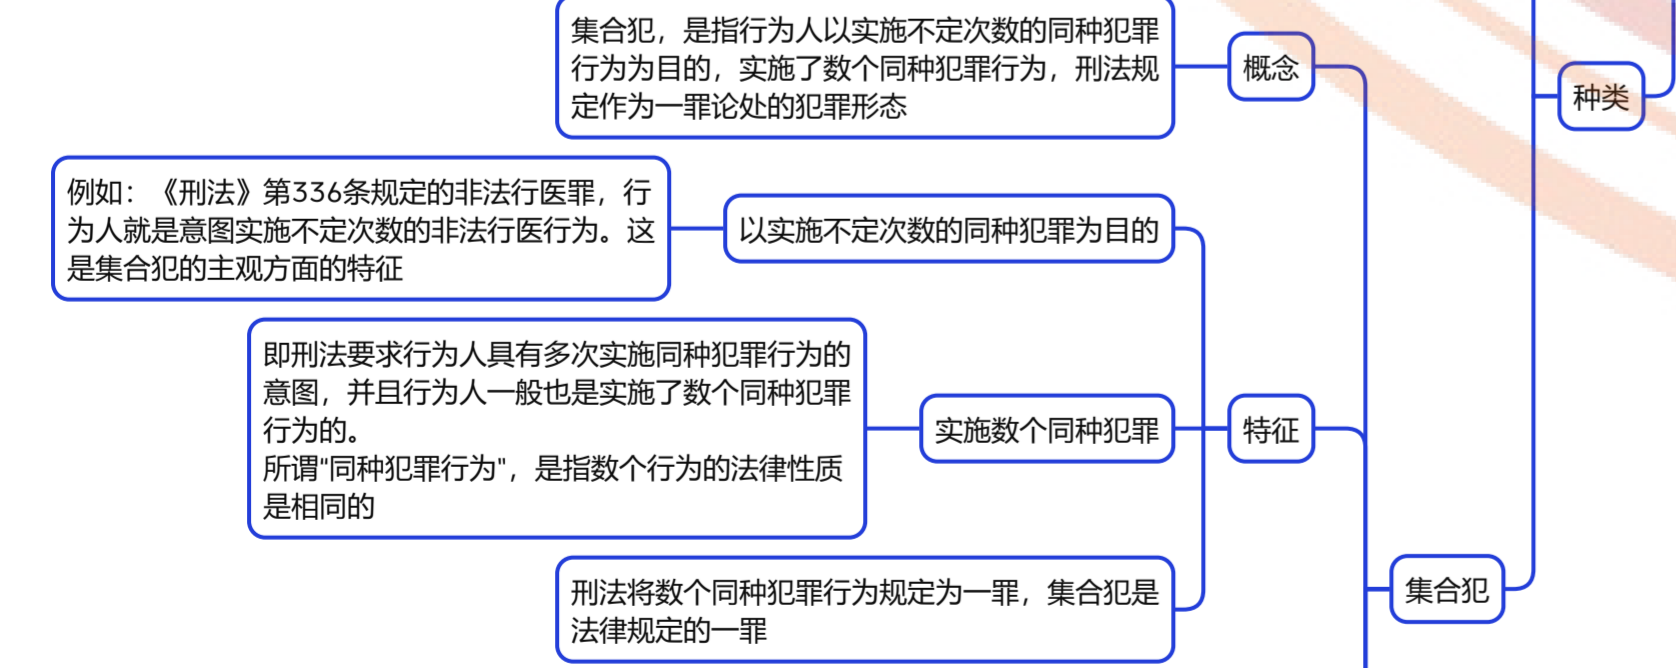 集合犯，是指行为人以实施不定次数的同种犯罪
行为为目的，实施了数个同种犯罪行为，刑法规
定作为一罪论处的犯罪形态
概念
种类
例如：《刑法》第336条规定的非法行医罪，行
为人就是意图实施不定次数的非法行医行为。这
是集合犯的主观方面的特征
以实施不定次数的同种犯罪为目的
即刑法要求行为人具有多次实施同种犯罪行为的
意图，并且行为人一般也是实施了数个同种犯罪
行为的。
所谓"同种犯罪行为"，是指数个行为的法律性质
是相同的
实施数个同种犯罪
特征
刑法将数个同种犯罪行为规定为一罪，集合犯是
法律规定的一罪
集合犯